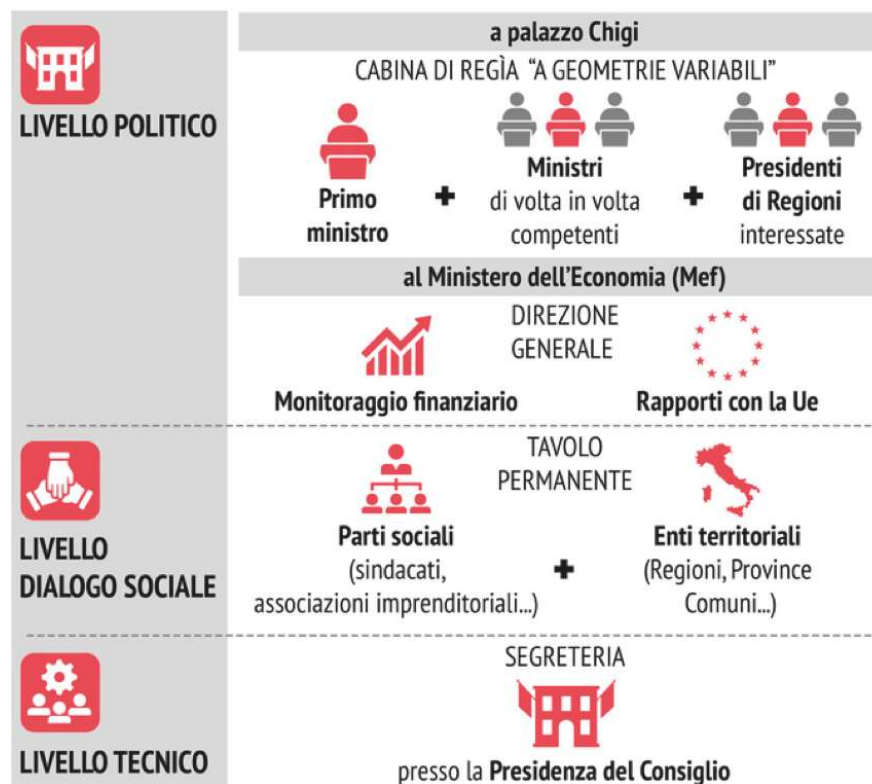 LIVELLO POLITICO
a palazzo Chigi
CABINA DI REGÌA “A GEOMETRIE VARIABILI”
Primo
ministro
+
Ministri
di volta in volta
competenti
+
Presidenti
di Regioni
interessate
al Ministero dell’Economia (Mef)
DIREZIONE
GENERALE
Monitoraggio finanziario
Rapporti con la Ue
LIVELLO
DIALOGO SOCIALE
TAVOLO
PERMANENTE
Parti sociali
(sindacati,
associazioni imprenditoriali...)
+
Enti territoriali
(Regioni, Province
Comuni...)
LIVELLO TECNICO
SEGRETERIA
presso la Presidenza del Consiglio